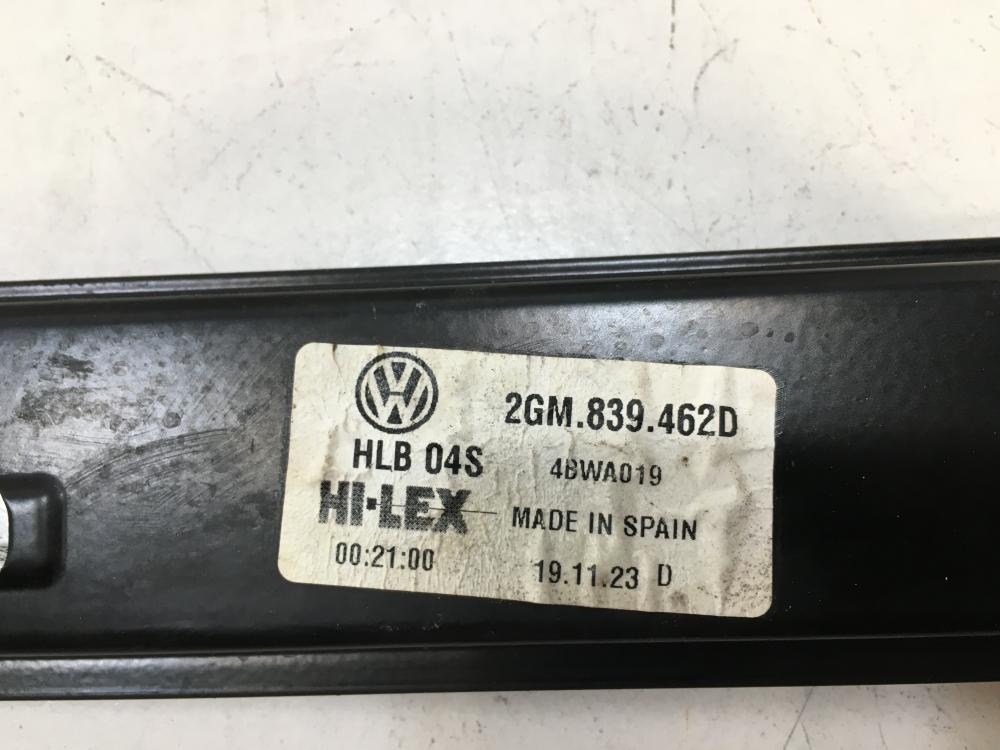 2GM.839.462D
HLB 04S
4BWA019
HI-LEX
MADE IN SPAIN
00:21:00
19.11.23 D